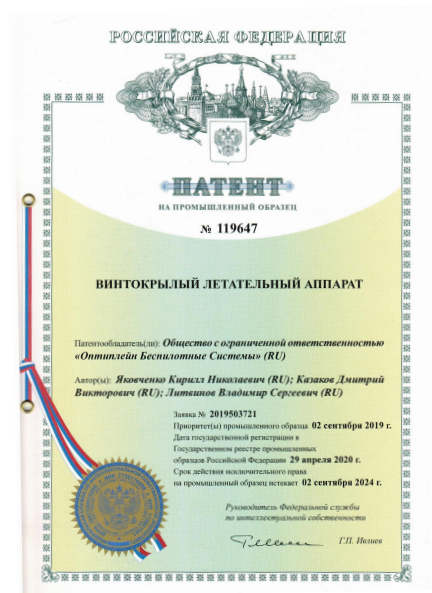 РОССИЙСКАЯ ФЕДЕРАЦИЯ
ПАТЕНТ
НА ПРОМЫШЛЕННЫЙ ОБРАЗЕЦ
№ 119647
ВИНТОКРЫЛЫЙ ЛЕТАТЕЛЬНЫЙ АППАРАТ
Патентообладатель(ли): Общество с ограниченной ответственностью
«Оптиплейн Беспилотные Системы» (RU)
Автор(ы): Яковченко Кирилл Николаевич (RU); Казаков Дмитрий
Викторович (RU); Литвинов Владимир Сергеевич (RU)
Заявка № 2019503721
Приоритет(ы) промышленного образца 02 сентября 2019 г.
Дата государственной регистрации в
Государственном реестре промышленных
образцов Российской Федерации 29 апреля 2020 г.
Срок действия исключительного права
на промышленный образец истекает 02 сентября 2024 г.
Руководитель Федеральной службы
по интеллектуальной собственности
Г.П. Ивлиев